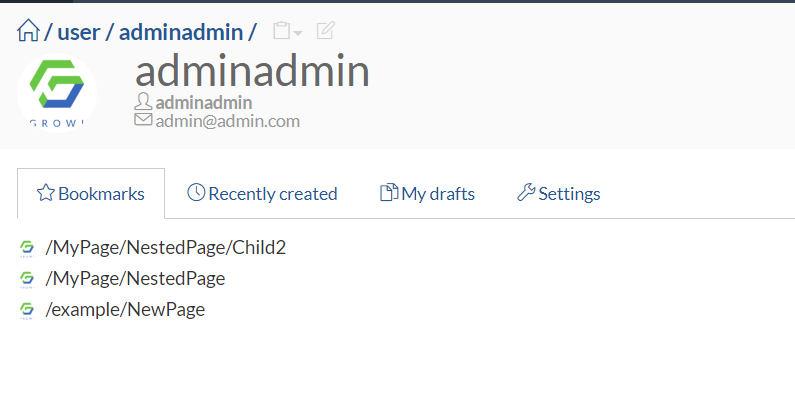 / user / adminadmin /
adminadmin
GROWI
adminadmin
admin@admin.com
Bookmarks Recently created My drafts Settings
/MyPage/NestedPage/Child2
/MyPage/NestedPage
/example/NewPage